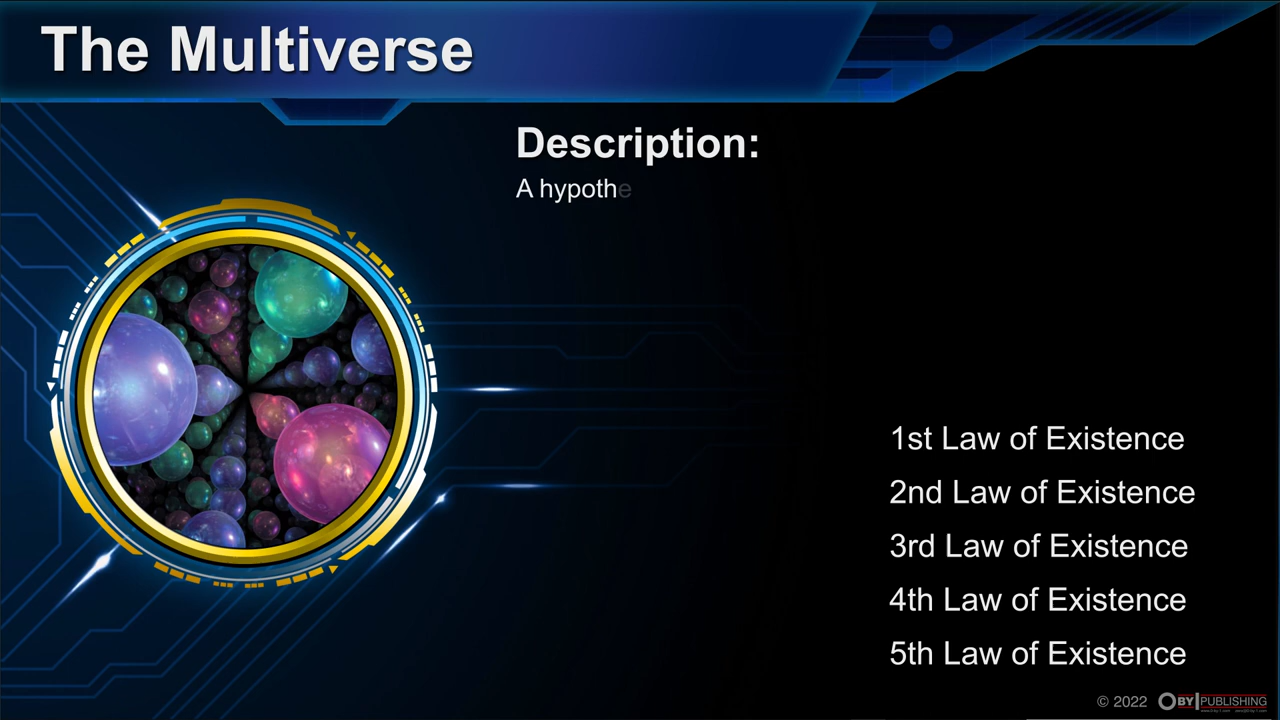 The Multiverse
Description:
A hypothe
1st Law of Existence
2nd Law of Existence
3rd Law of Existence
4th Law of Existence
5th Law of Existence
© 2022 OBY|PUBLISHING